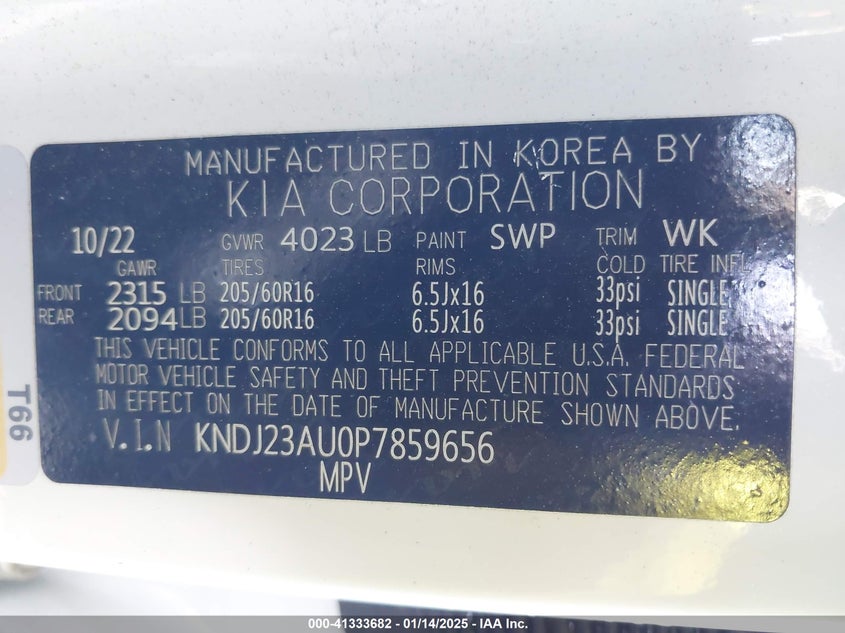 MANUFACTURED IN KOREA BY
KIA CORPORATION
10/22 GVWR 4023 LB PAINT SWP TRIM WK
GAWR TIRES RIMS COLD TIRE INFL
FRONT 2315 LB 205/60R16 6.5Jx16 33psi SINGLE
REAR 2094 LB 205/60R16 6.5Jx16 33psi SINGLE
THIS VEHICLE CONFORMS TO ALL APPLICABLE U.S.A. FEDERAL
MOTOR VEHICLE SAFETY AND THEFT PREVENTION STANDARDS
IN EFFECT ON THE DATE OF MANUFACTURE SHOWN ABOVE.
V.I.N KNDJ23AU0P7859656
MPV
T66
000-41333682 — 01/14/2025 — IAA Inc.